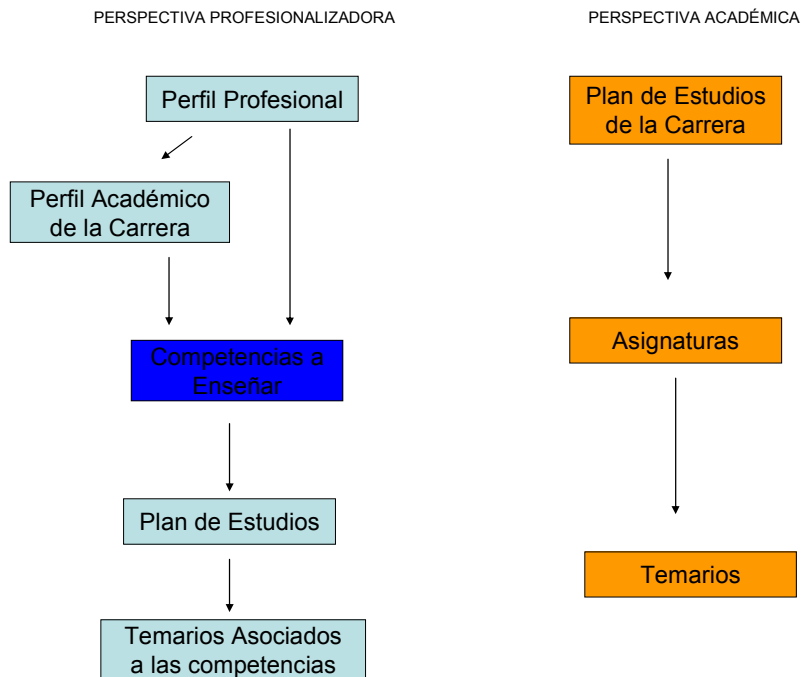 PERSPECTIVA PROFESIONALIZADORA
Perfil Profesional
Perfil Académico
de la Carrera
Competencias a
Enseñar
Plan de Estudios
Temarios Asociados
a las competencias
PERSPECTIVA ACADÉMICA
Plan de Estudios
de la Carrera
Asignaturas
Temarios